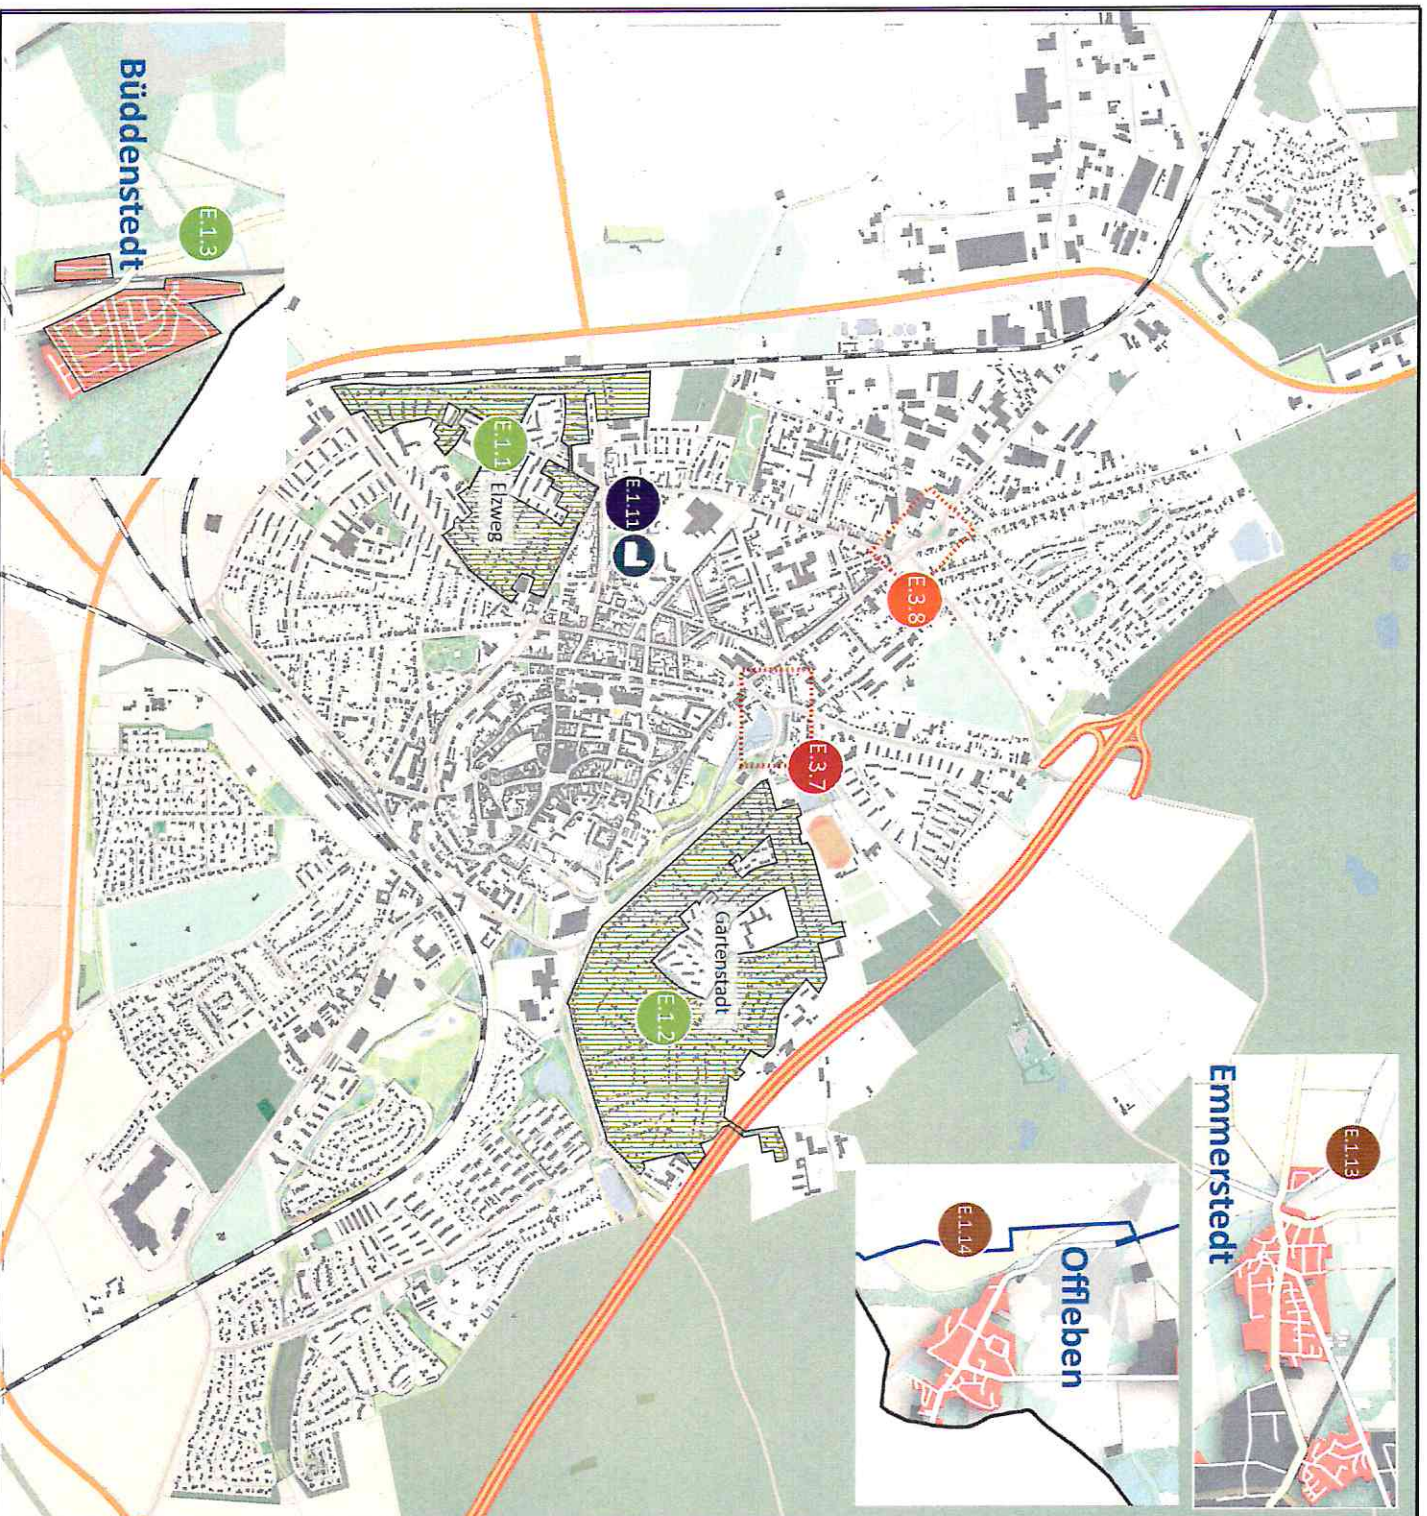 E.1.13
Emmerstedt
Offleben
E.1.14
E.3.8
E.3.7
Gartenstadt
E.1.2
E.1.11
E.1.1
Elzweg
E.1.3
Büddenstedt